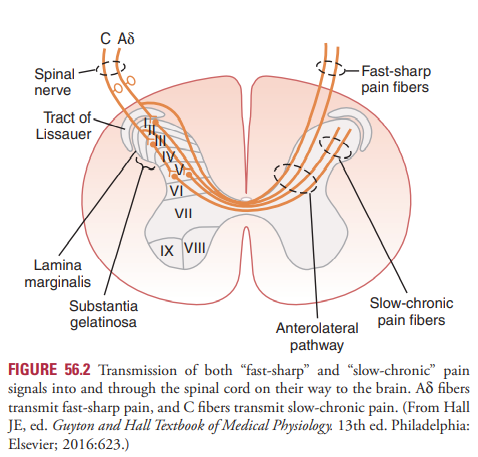 C Aδ
Spinal
nerve
Fast-sharp
pain fibers
Tract of
Lissauer
I
II
III
IV
V
VI
VII
IX VIII
Lamina
marginalis
Substantia
gelatinosa
Anterolateral
pathway
Slow-chronic
pain fibers
FIGURE 56.2 Transmission of both “fast-sharp” and “slow-chronic” pain
signals into and through the spinal cord on their way to the brain. Aδ fibers
transmit fast-sharp pain, and C fibers transmit slow-chronic pain. (From Hall
JE, ed. Guyton and Hall Textbook of Medical Physiology. 13th ed. Philadelphia:
Elsevier; 2016:623.)